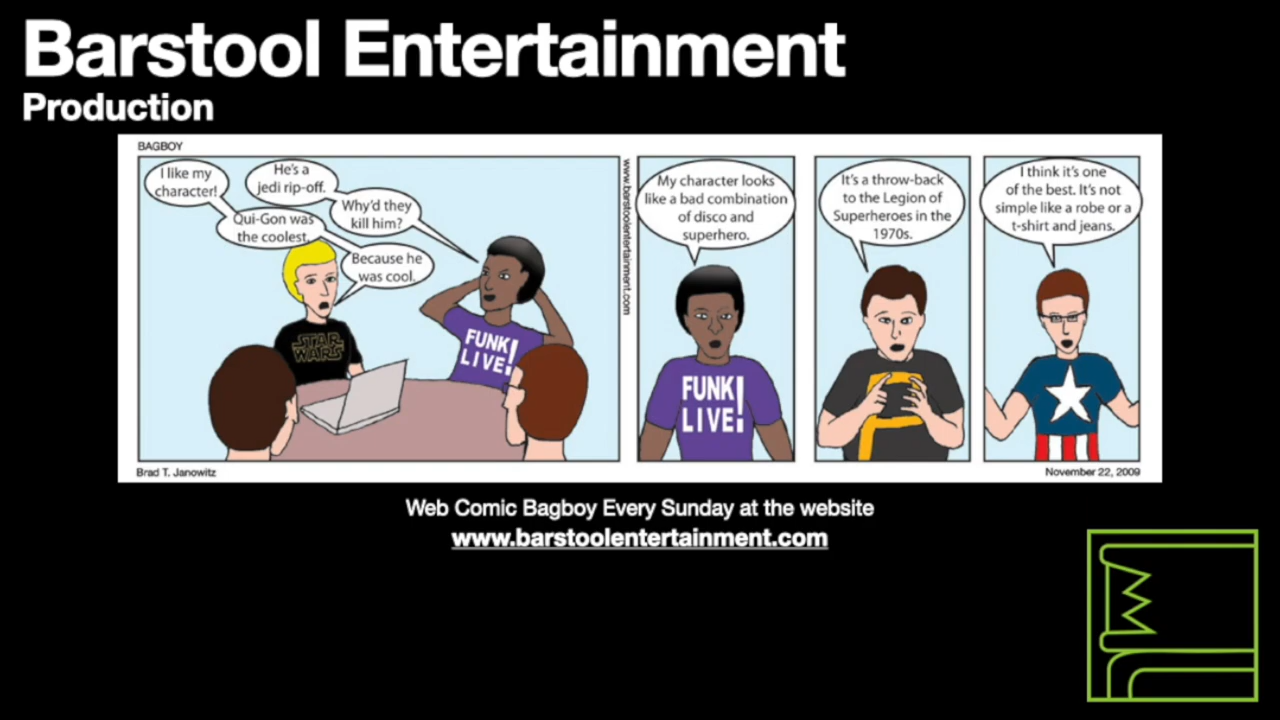 Barstool Entertainment
Production
BAGBOY
I like my
character!
He's a
jedi rip-off.
Qui-Gon was
the coolest.
Why'd they
kill him?
Because he
was cool.
STAR
WARS
FUNK
LIVE!
www.barstoolentertainment.com
My character looks
like a bad combination
of disco and
superhero.
FUNK
LIVE!
It's a throw-back
to the Legion of
Superheroes in the
1970s.
I think it's one
of the best. It's not
simple like a robe or a
t-shirt and jeans.
Brad T. Janowitz
November 22, 2009
Web Comic Bagboy Every Sunday at the website
www.barstoolentertainment.com